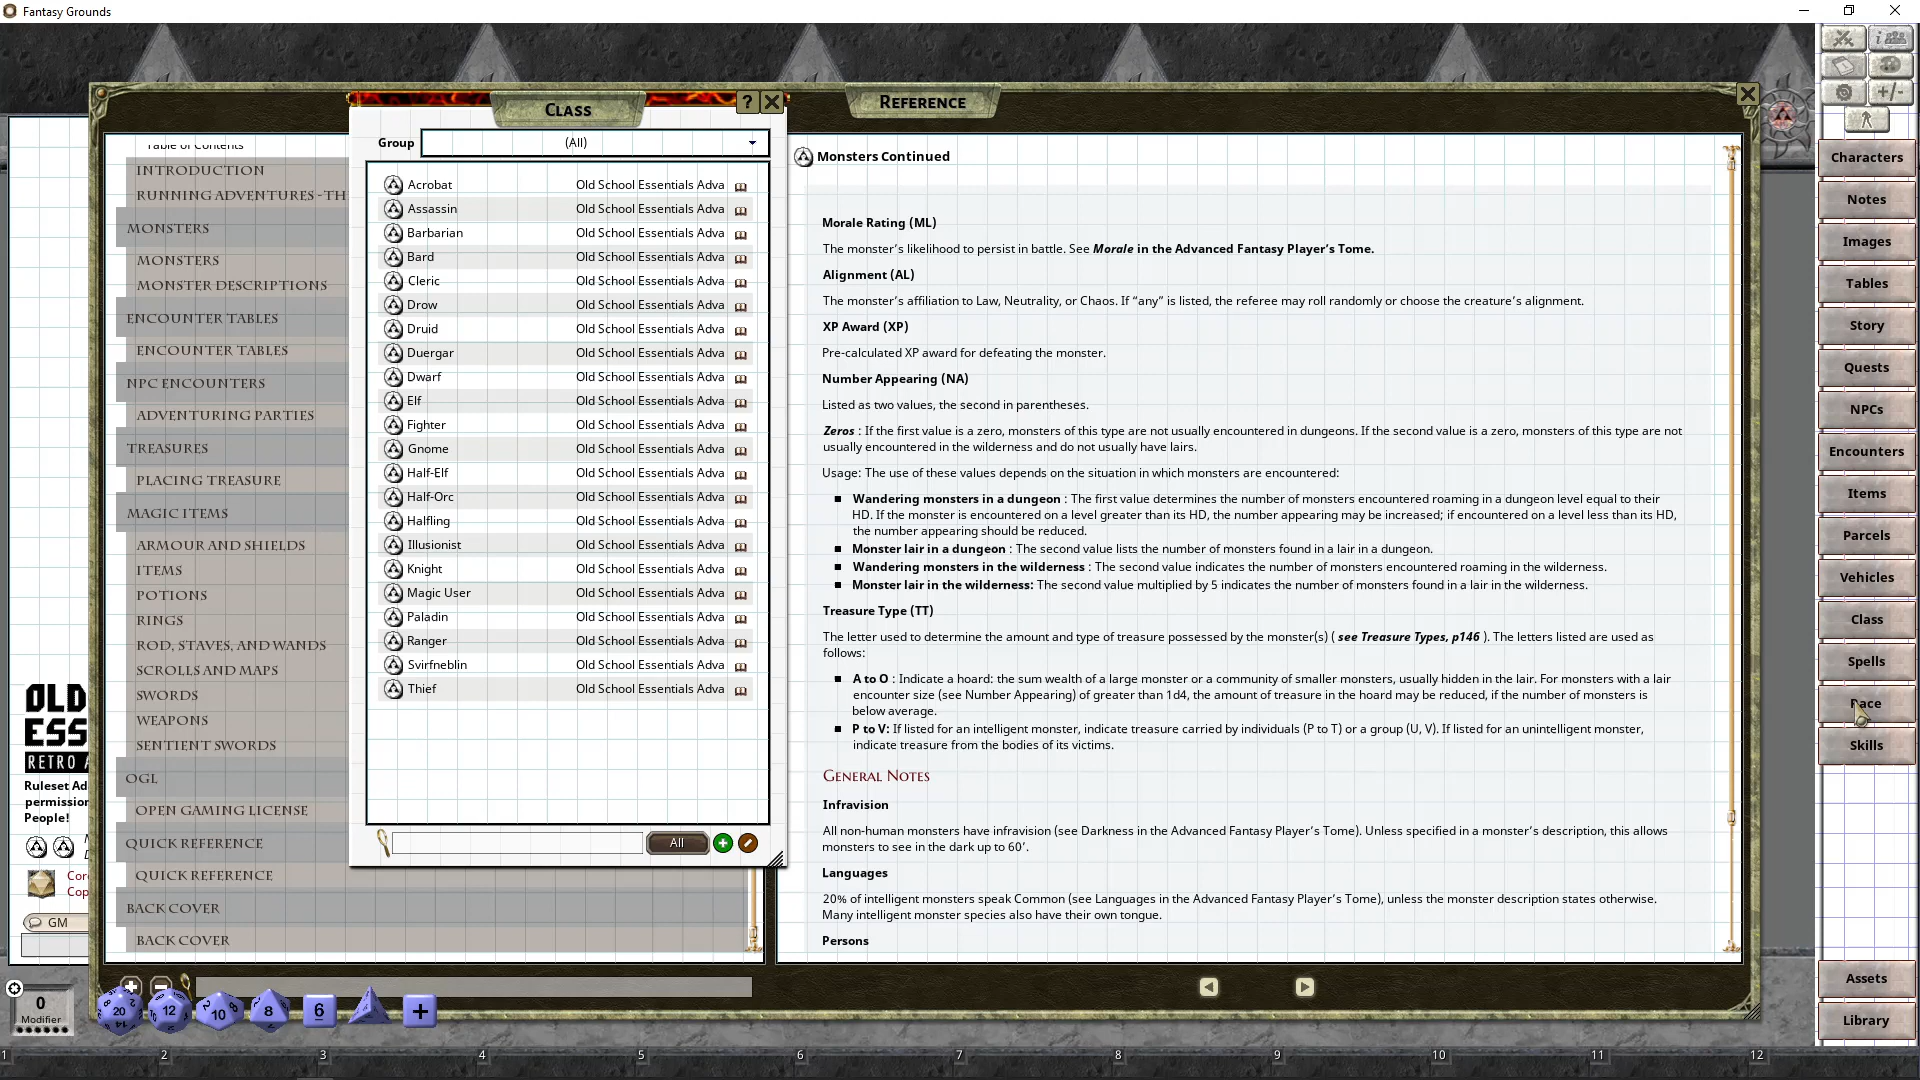 Fantasy Grounds
CLASS
?
REFERENCE
Group
(All)
Acrobat Old School Essentials Adva
Assassin Old School Essentials Adva
Barbarian Old School Essentials Adva
Bard Old School Essentials Adva
Cleric Old School Essentials Adva
Drow Old School Essentials Adva
Druid Old School Essentials Adva
Duergar Old School Essentials Adva
Dwarf Old School Essentials Adva
Elf Old School Essentials Adva
Fighter Old School Essentials Adva
Gnome Old School Essentials Adva
Half-Elf Old School Essentials Adva
Half-Orc Old School Essentials Adva
Halfling Old School Essentials Adva
Illusionist Old School Essentials Adva
Knight Old School Essentials Adva
Magic User Old School Essentials Adva
Paladin Old School Essentials Adva
Ranger Old School Essentials Adva
Svirfneblin Old School Essentials Adva
Thief Old School Essentials Adva
All
Table of Contents
INTRODUCTION
RUNNING ADVENTURES - TH
MONSTERS
MONSTERS
MONSTER DESCRIPTIONS
ENCOUNTER TABLES
ENCOUNTER TABLES
NPC ENCOUNTERS
ADVENTURING PARTIES
TREASURES
PLACING TREASURE
MAGIC ITEMS
ARMOUR AND SHIELDS
ITEMS
POTIONS
RINGS
ROD, STAVES, AND WANDS
SCROLLS AND MAPS
SWORDS
WEAPONS
SENTIENT SWORDS
OGL
OPEN GAMING LICENSE
QUICK REFERENCE
QUICK REFERENCE
BACK COVER
BACK COVER
Monsters Continued
Morale Rating (ML)
The monster's likelihood to persist in battle. See Morale in the Advanced Fantasy Player's Tome.
Alignment (AL)
The monster's affiliation to Law, Neutrality, or Chaos. If “any” is listed, the referee may roll randomly or choose the creature's alignment.
XP Award (XP)
Pre-calculated XP award for defeating the monster.
Number Appearing (NA)
Listed as two values, the second in parentheses.
Zeros : If the first value is a zero, monsters of this type are not usually encountered in dungeons. If the second value is a zero, monsters of this type are not
usually encountered in the wilderness and do not usually have lairs.
Usage: The use of these values depends on the situation in which monsters are encountered:
■ Wandering monsters in a dungeon : The first value determines the number of monsters encountered roaming in a dungeon level equal to their
HD. If the monster is encountered on a level greater than its HD, the number appearing may be increased; if encountered on a level less than its HD,
the number appearing should be reduced.
■ Monster lair in a dungeon : The second value lists the number of monsters found in a lair in a dungeon.
■ Wandering monsters in the wilderness : The second value indicates the number of monsters encountered roaming in the wilderness.
■ Monster lair in the wilderness: The second value multiplied by 5 indicates the number of monsters found in a lair in the wilderness.
Treasure Type (TT)
The letter used to determine the amount and type of treasure possessed by the monster(s) ( see Treasure Types, p146 ). The letters listed are used as
follows:
■ A to O : Indicate a hoard: the sum wealth of a large monster or a community of smaller monsters, usually hidden in the lair. For monsters with a lair
encounter size (see Number Appearing) of greater than 1d4, the amount of treasure in the hoard may be reduced, if the number of monsters is
below average.
■ P to V: If listed for an intelligent monster, indicate treasure carried by individuals (P to T) or a group (U, V). If listed for an unintelligent monster,
indicate treasure from the bodies of its victims.
GENERAL NOTES
Infravision
All non-human monsters have infravision (see Darkness in the Advanced Fantasy Player's Tome). Unless specified in a monster's description, this allows
monsters to see in the dark up to 60'.
Languages
20% of intelligent monsters speak Common (see Languages in the Advanced Fantasy Player's Tome), unless the monster description states otherwise.
Many intelligent monster species also have their own tongue.
Persons
+/-
Characters
Notes
Images
Tables
Story
Quests
NPCs
Encounters
Items
Parcels
Vehicles
Class
Spells
Race
Skills
Assets
Library
OLD
ESS
RETRO A
Ruleset Ad
permission
People!
Cor
Cop
GM
0
Modifier
20 12 10 8 6 +
1 2 3 4 5 6 7 8 9 10 11 12